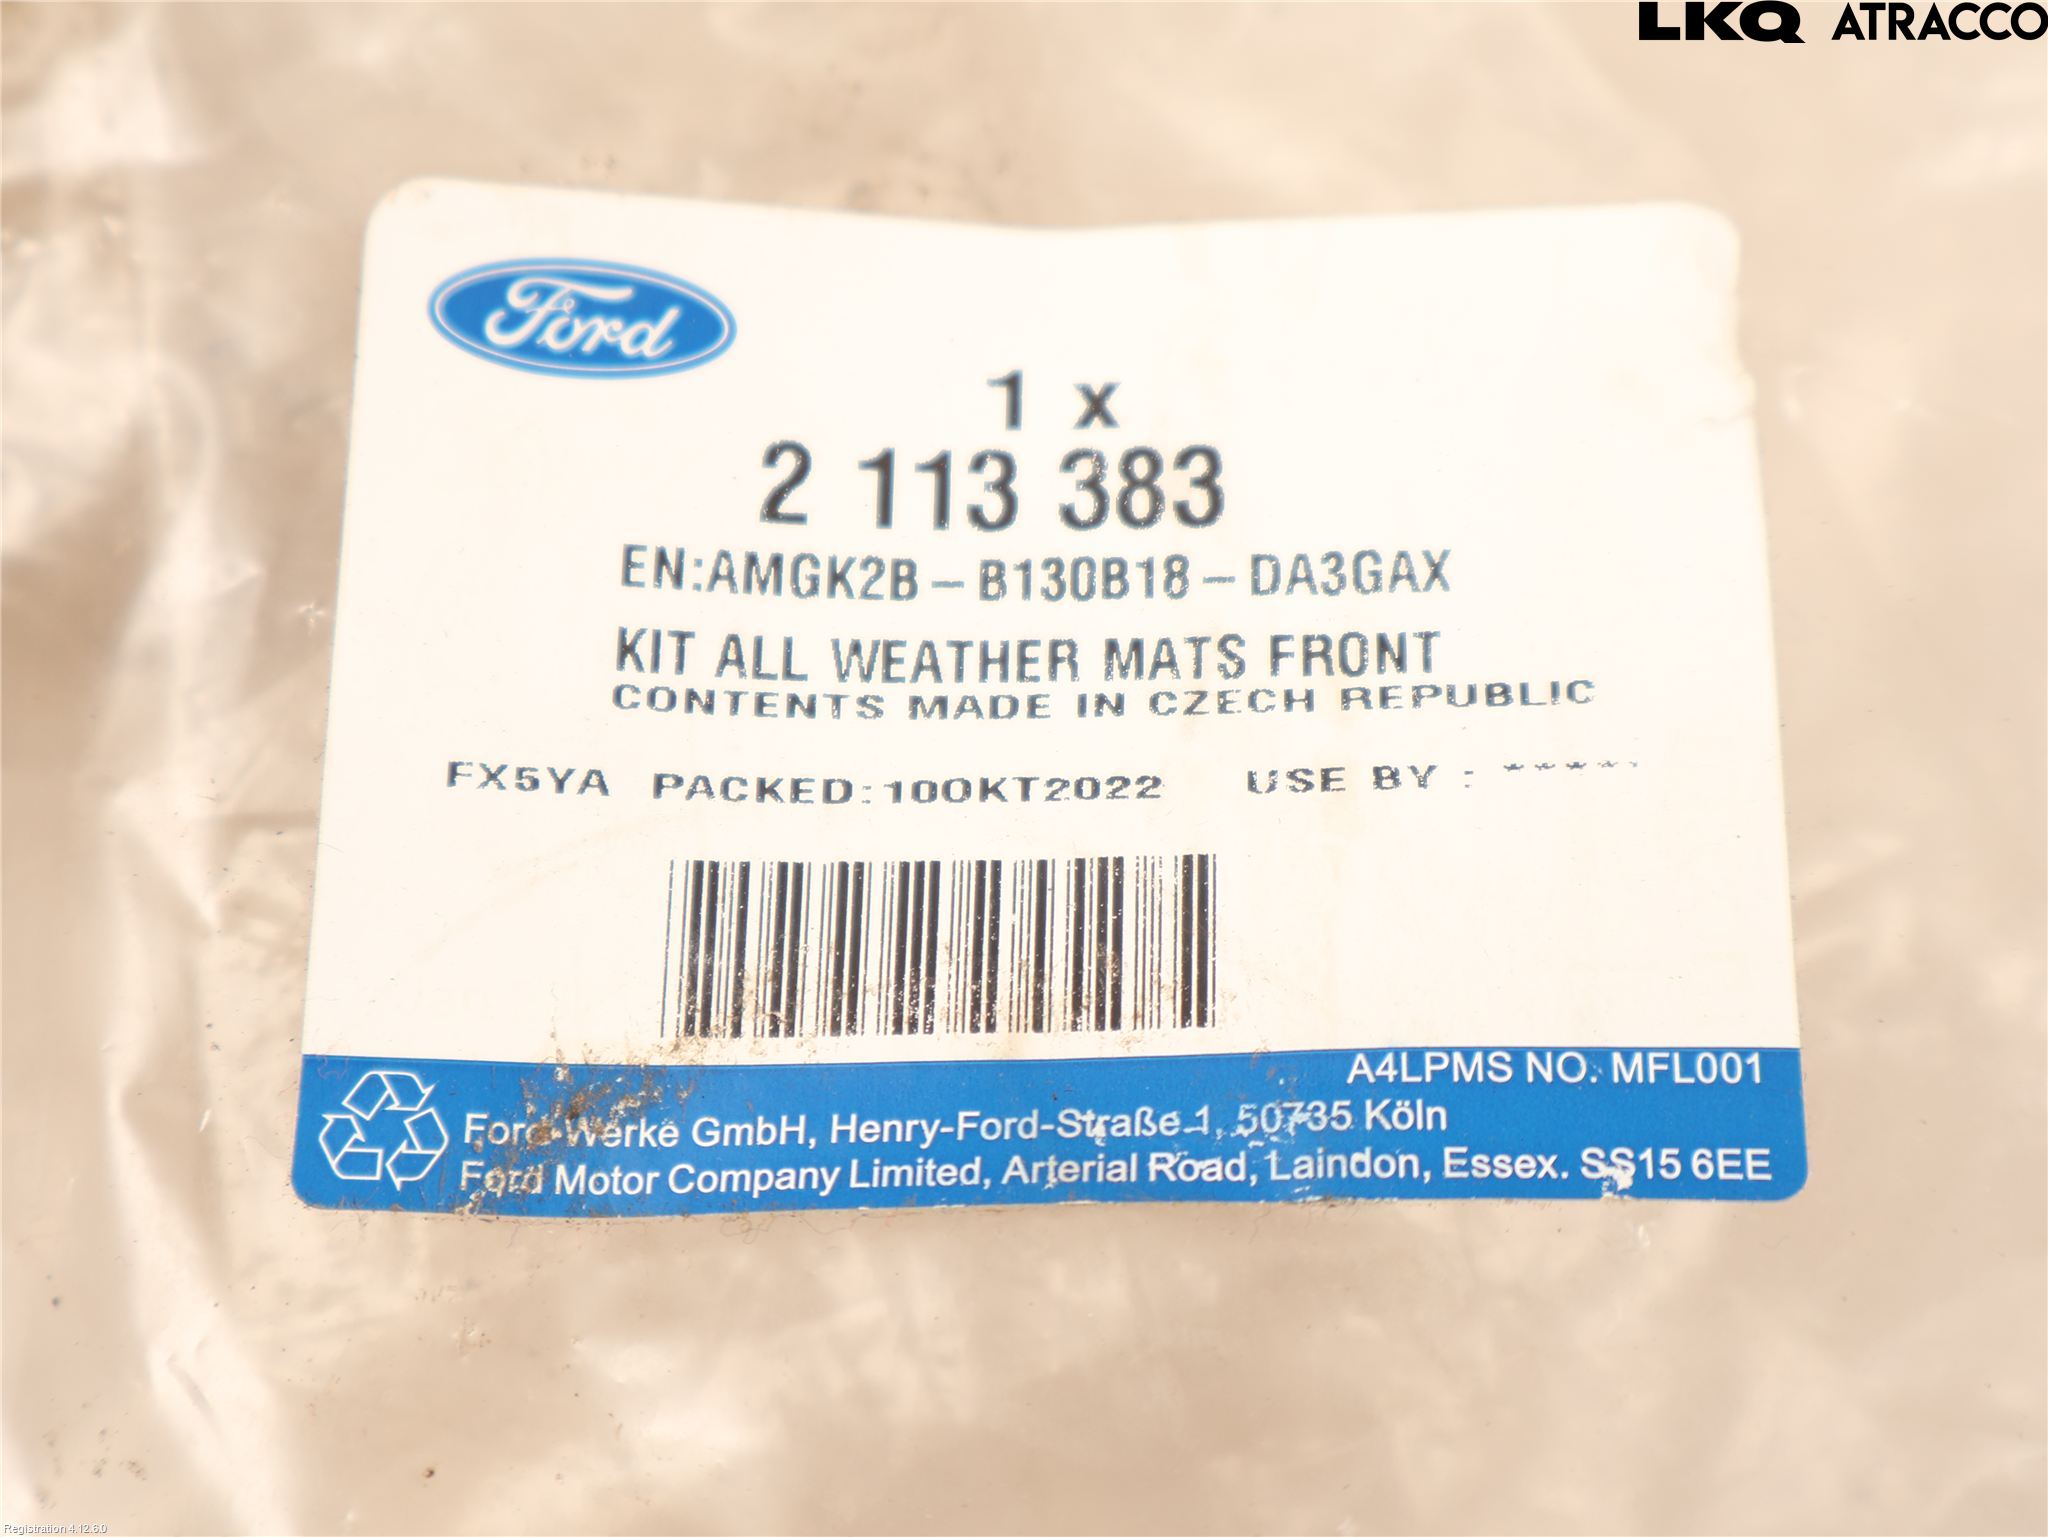 LKQ ATRACCO
Ford
1 x
2 113 383
EN:AMGK2B-B130B18-DA3GAX
KIT ALL WEATHER MATS FRONT
CONTENTS MADE IN CZECH REPUBLIC
FX5YA PACKED:10OKT2022 USE BY : *****
A4LPMS NO. MFL001
Ford-Werke GmbH, Henry-Ford-Straße 1, 50735 Köln
Ford Motor Company Limited, Arterial Road, Laindon, Essex. SS15 6EE
Registration 4.12.6.0